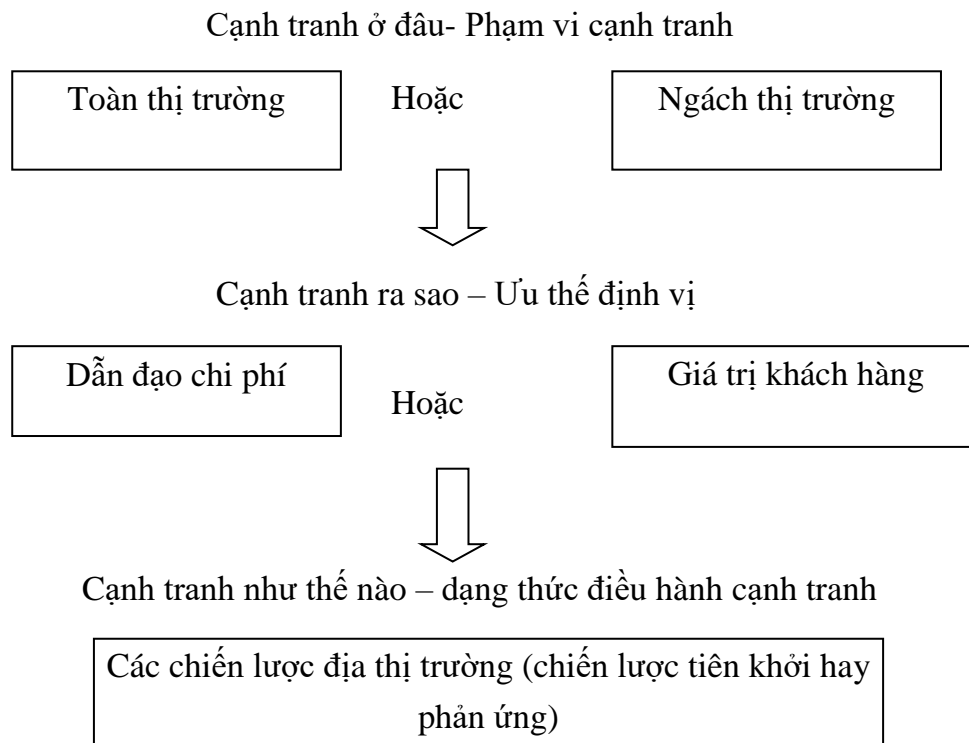 Cạnh tranh ở đâu- Phạm vi cạnh tranh
Toàn thị trường
Hoặc
Ngách thị trường
Cạnh tranh ra sao – Ưu thế định vị
Dẫn đạo chi phí
Hoặc
Giá trị khách hàng
Cạnh tranh như thế nào – dạng thức điều hành cạnh tranh
Các chiến lược địa thị trường (chiến lược tiên khởi hay
phản ứng)